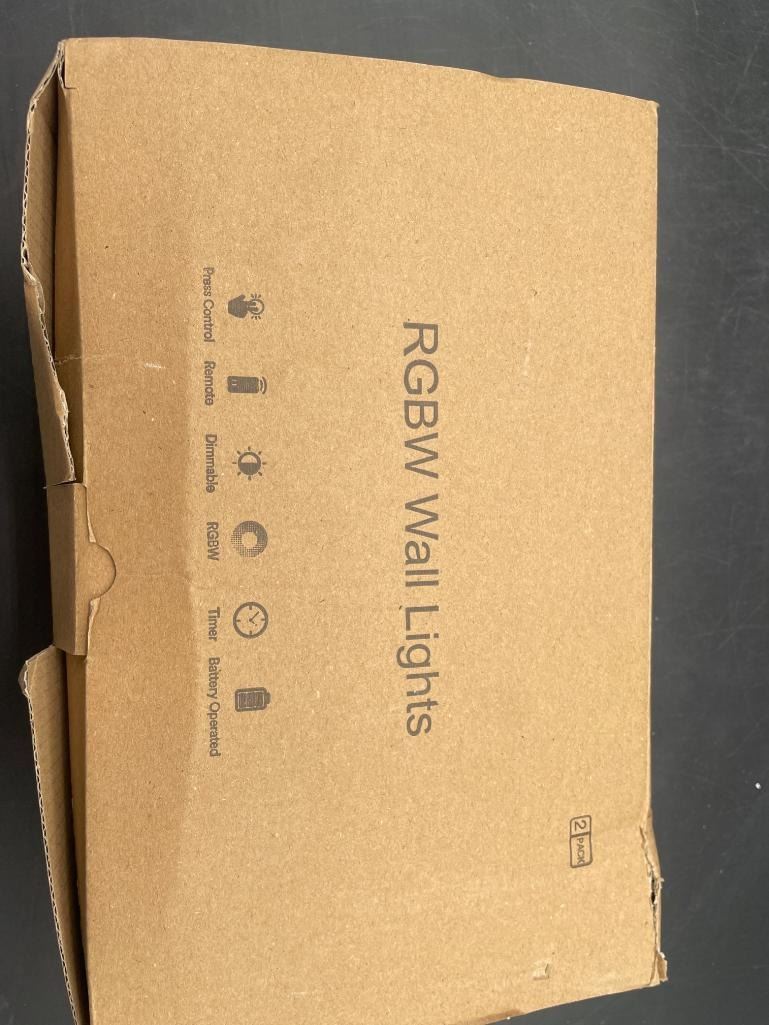 2 PACK
RGBW Wall Lights
Press Control Remote Dimmable RGBW Timer Battery Operated